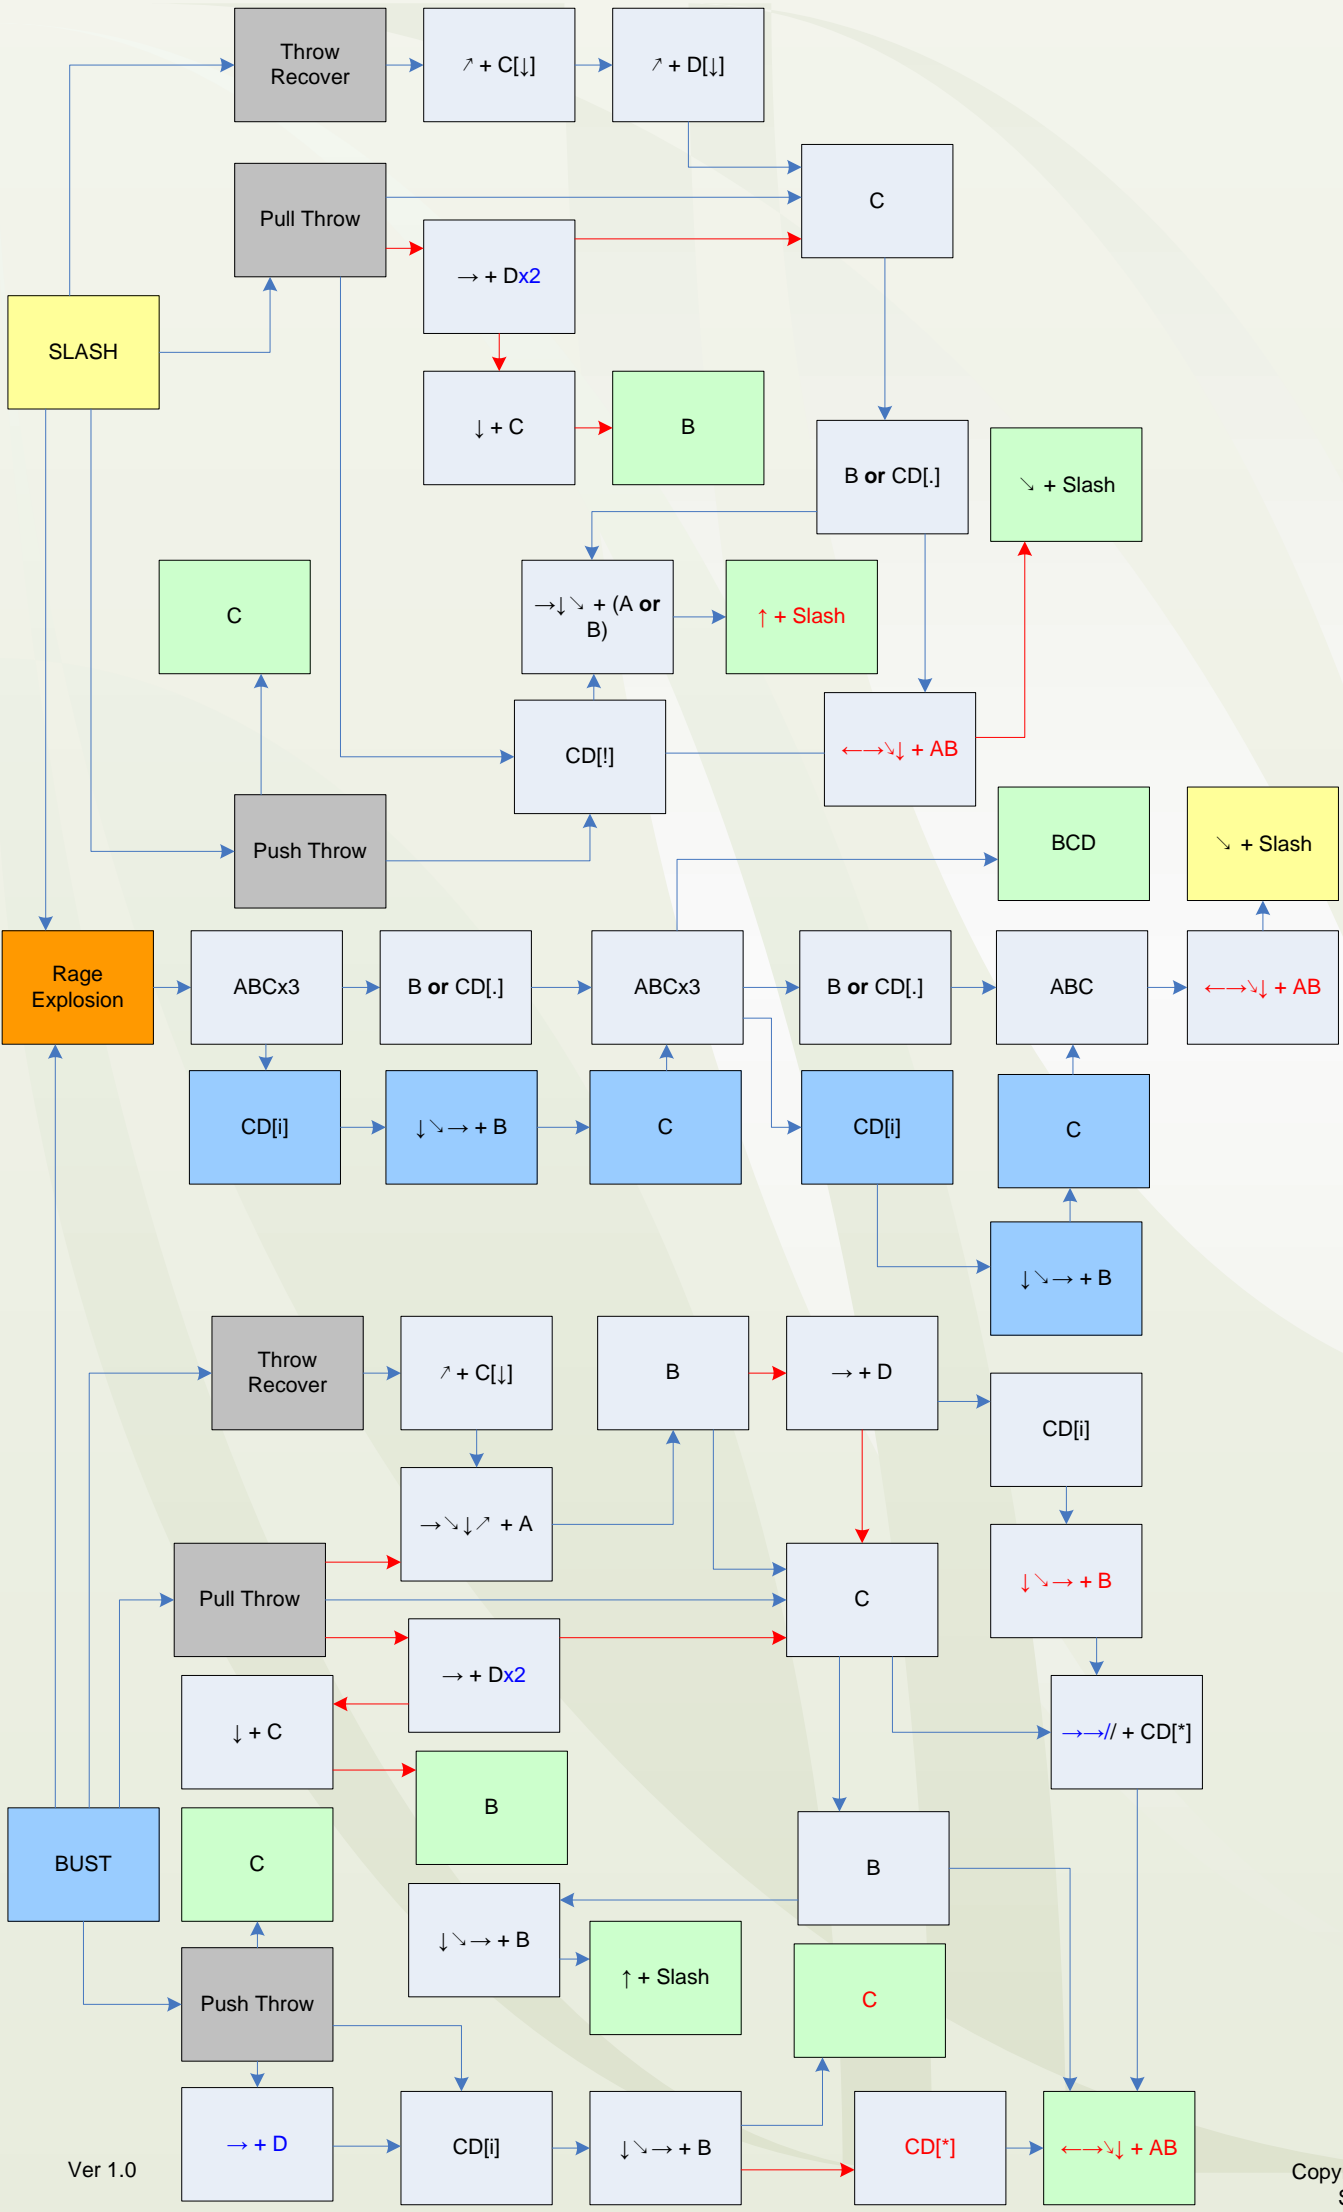 Throw
Recover
↗ + C[↓]
↗ + D[↓]
C
Pull Throw
→ + Dx2
SLASH
↓ + C
B
B or CD[.]
↘ + Slash
→↓↘ + (A or
B)
↑ + Slash
C
CD[!]
←→↘↓ + AB
Push Throw
BCD
↘ + Slash
Rage
Explosion
ABCx3
B or CD[.]
ABCx3
B or CD[.]
ABC
←→↘↓ + AB
CD[i]
↓↘→ + B
C
CD[i]
C
↓↘→ + B
Throw
Recover
↗ + C[↓]
B
→ + D
CD[i]
→↘↓↗ + A
↓↘→ + B
Pull Throw
C
→ + Dx2
↓ + C
→→// + CD[*]
B
BUST
C
B
↓↘→ + B
↑ + Slash
C
Push Throw
→ + D
CD[i]
↓↘→ + B
CD[*]
←→↘↓ + AB
Ver 1.0
Copy